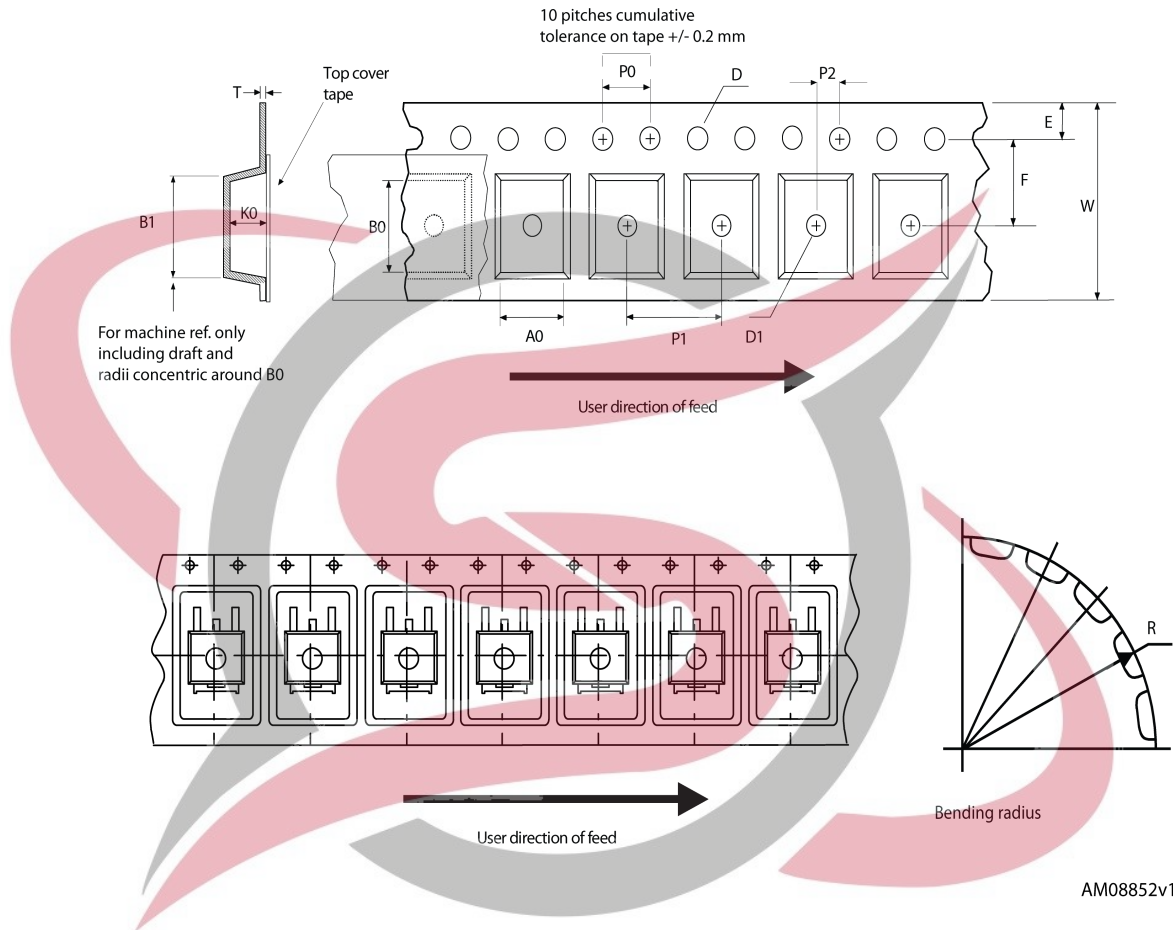 10 pitches cumulative
tolerance on tape +/- 0.2 mm
Top cover
tape
T
P0
D
P2
E
F
W
B1
K0
B0
For machine ref. only
including draft and
radii concentric around B0
A0
P1
D1
User direction of feed
R
Bending radius
User direction of feed
AM08852v1